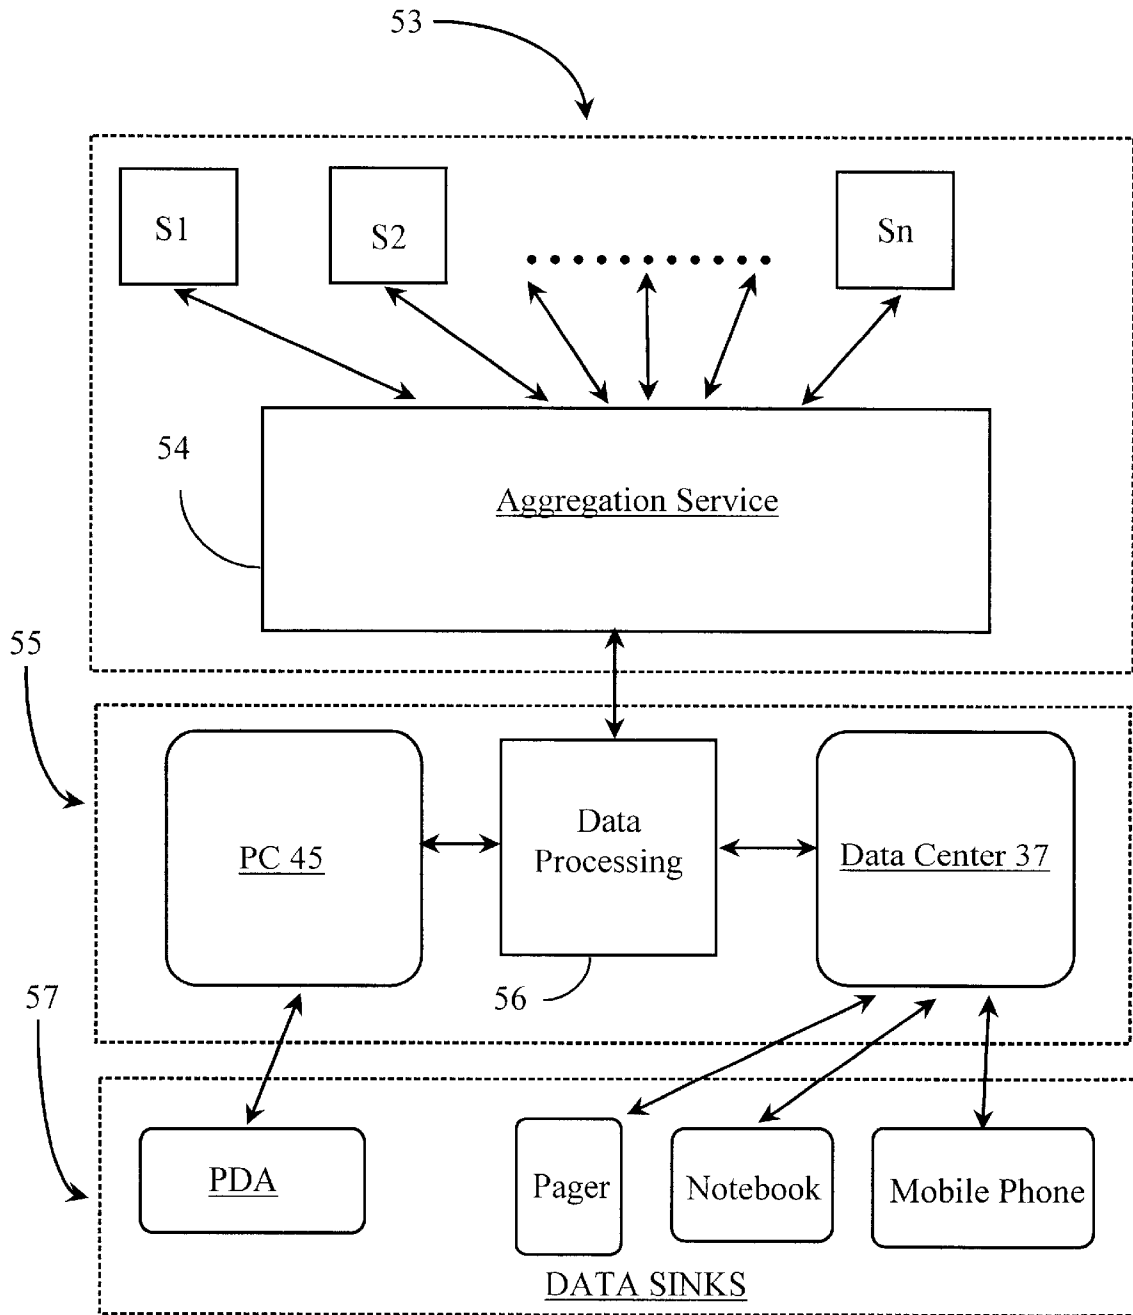 53
S1
S2
Sn
54
Aggregation Service
55
PC 45
Data
Processing
Data Center 37
56
57
PDA
Pager
Notebook
Mobile Phone
DATA SINKS